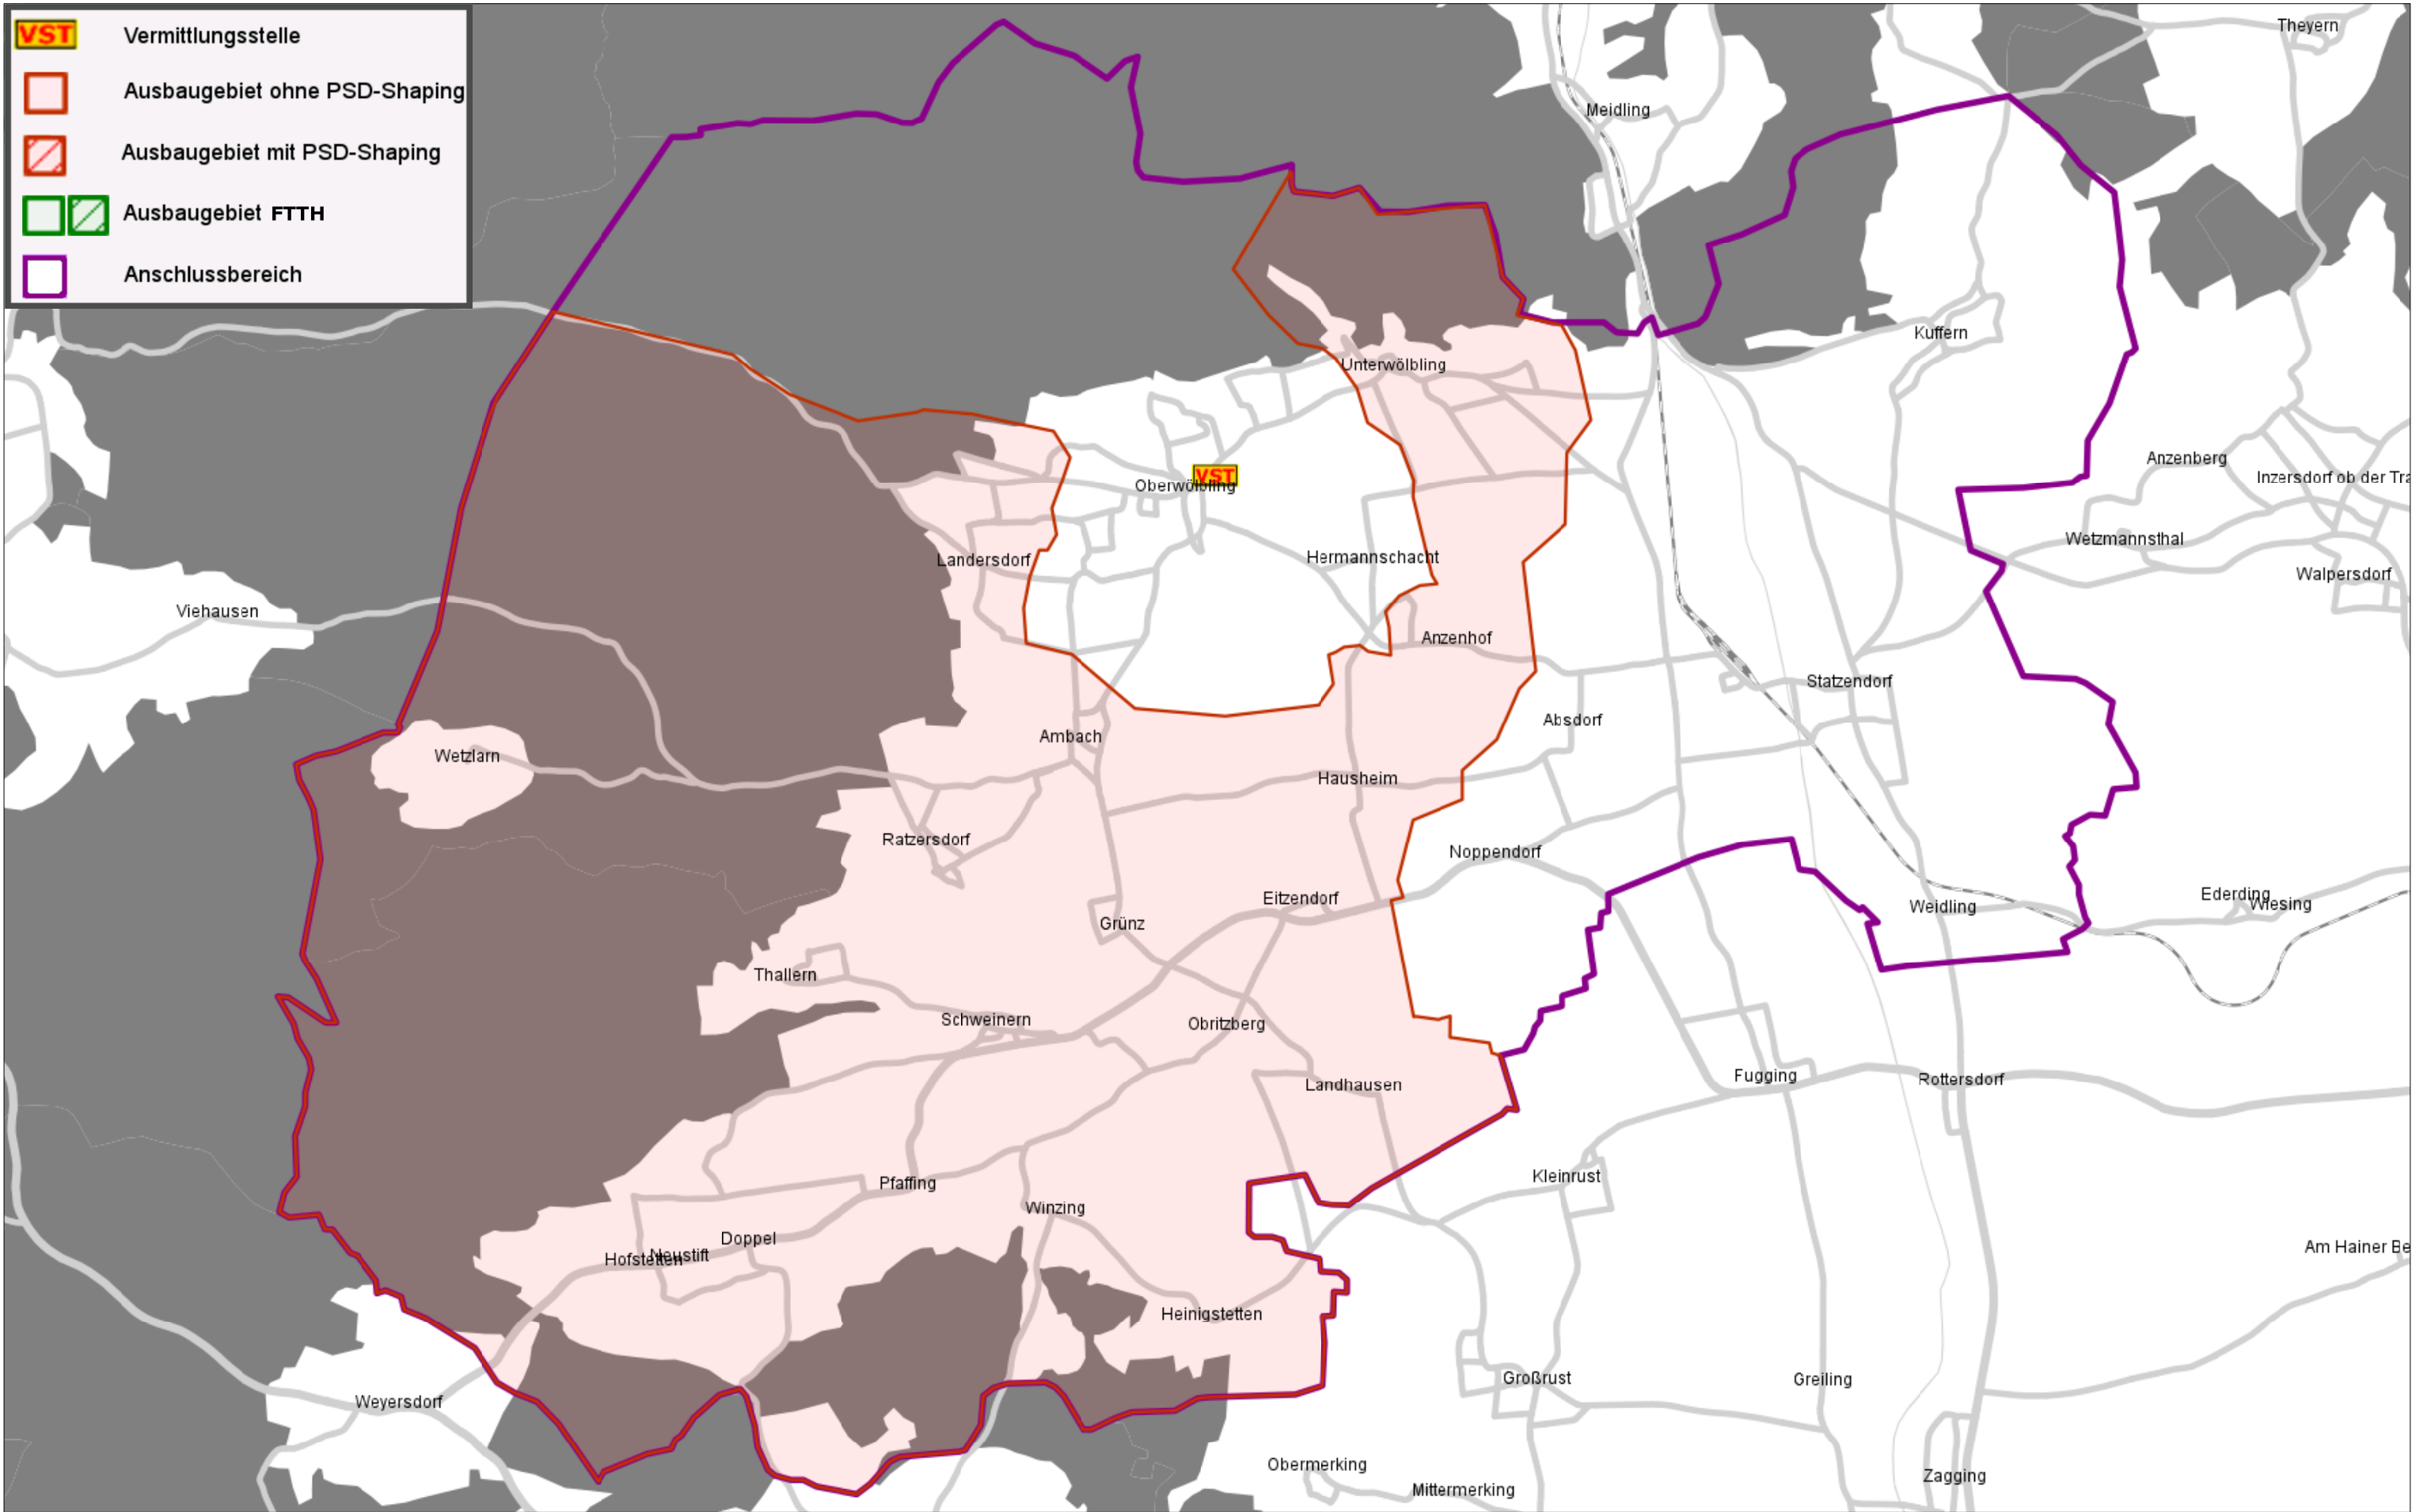 VST Vermittlungsstelle
Ausbaugebiet ohne PSD-Shaping
Ausbaugebiet mit PSD-Shaping
Ausbaugebiet FTTH
Anschlussbereich
Theyern
Meidling
Kuffern
Unterwölbling
Anzenberg
VST
Inzersdorf ob der Tra
Oberwölbling
Wetzmannsthal
Hermannschacht
Landersdorf
Walpersdorf
Viehausen
Anzenhof
Statzendorf
Absdorf
Ambach
Wetzlarn
Hausheim
Ratzersdorf
Noppendorf
Ederding
Eitzendorf
Wiesing
Weidling
Grünz
Thallern
Schweinern
Obritzberg
Fugging
Rottersdorf
Landhausen
Kleinrust
Pfaffing
Winzing
Doppel
Am Hainer Be
Neustift
Hofstetten
Heinigstetten
Großrust
Greiling
Weyersdorf
Obermerking
Zagging
Mittermerking